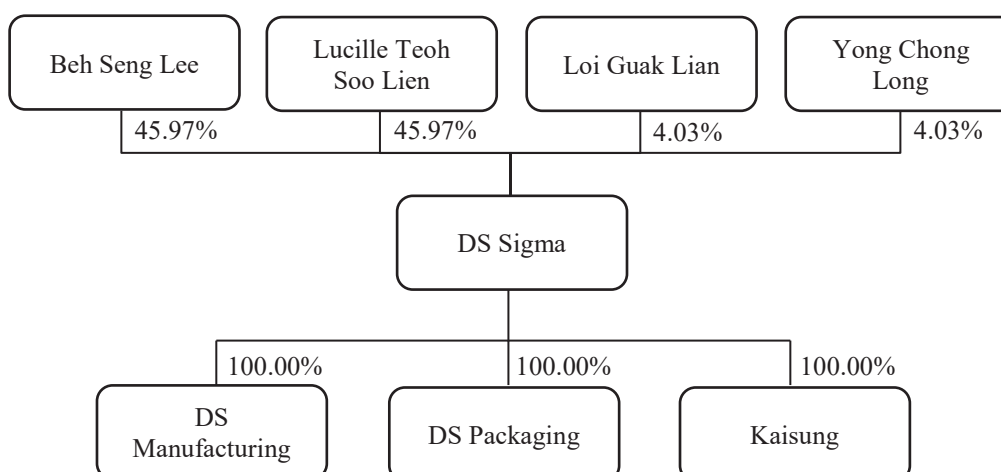 Beh Seng Lee
Lucille Teoh
Soo Lien
Loi Guak Lian
Yong Chong
Long
45.97%
45.97%
4.03%
4.03%
DS Sigma
100.00%
100.00%
100.00%
DS
Manufacturing
DS Packaging
Kaisung